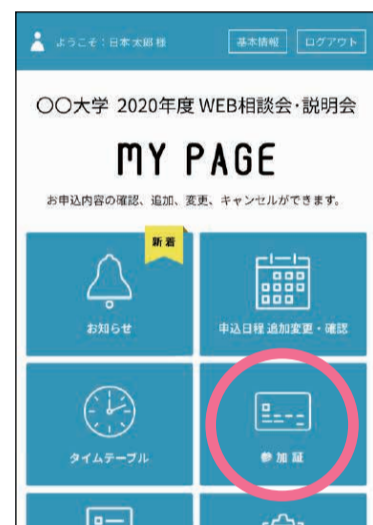 ようこそ：日本太郎 様
基本情報 ログアウト
〇〇大学 2020年度 WEB相談会・説明会
MY PAGE
お申込内容の確認、追加、変更、キャンセルができます。
新着
お知らせ
申込日程 追加変更・確認
タイムテーブル
参加証